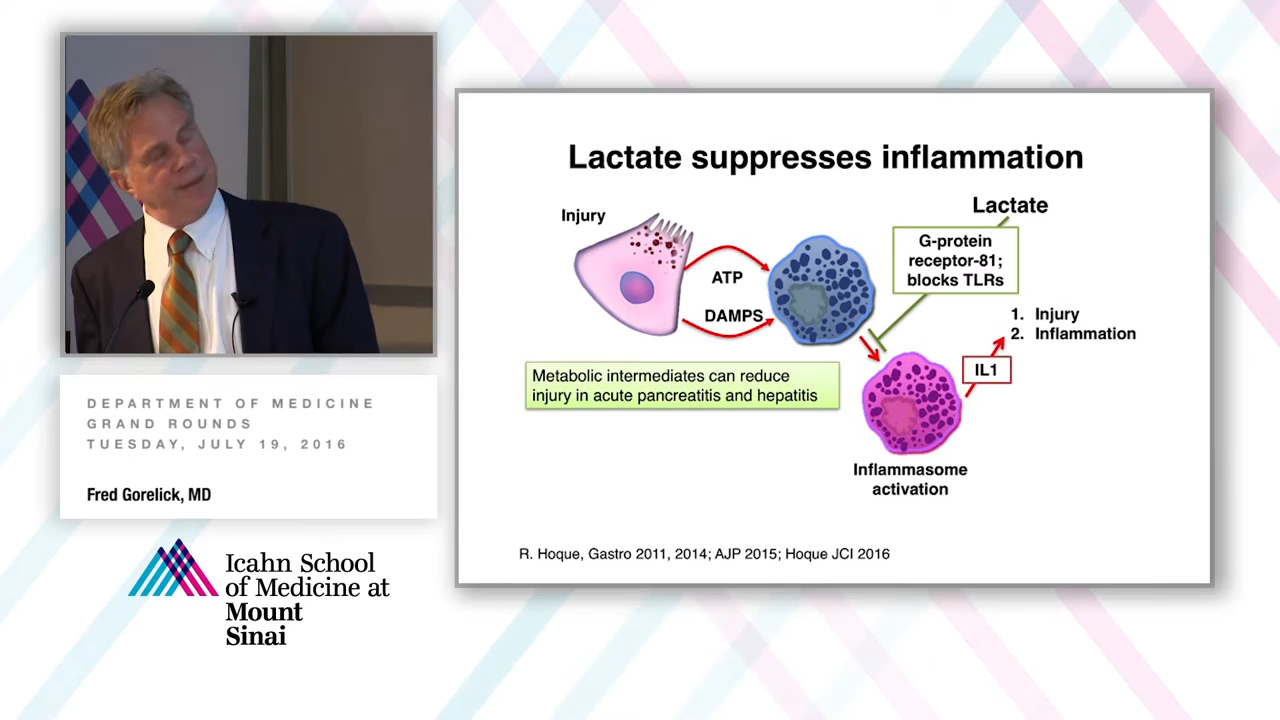 DEPARTMENT OF MEDICINE
GRAND ROUNDS
TUESDAY, JULY 19, 2016
Fred Gorelick, MD
Icahn School
of Medicine at
Mount
Sinai
Lactate suppresses inflammation
Injury
ATP
DAMPS
Lactate
G-protein
receptor-81;
blocks TLRs
1. Injury
2. Inflammation
IL1
Metabolic intermediates can reduce
injury in acute pancreatitis and hepatitis
Inflammasome
activation
R. Hoque, Gastro 2011, 2014; AJP 2015; Hoque JCI 2016